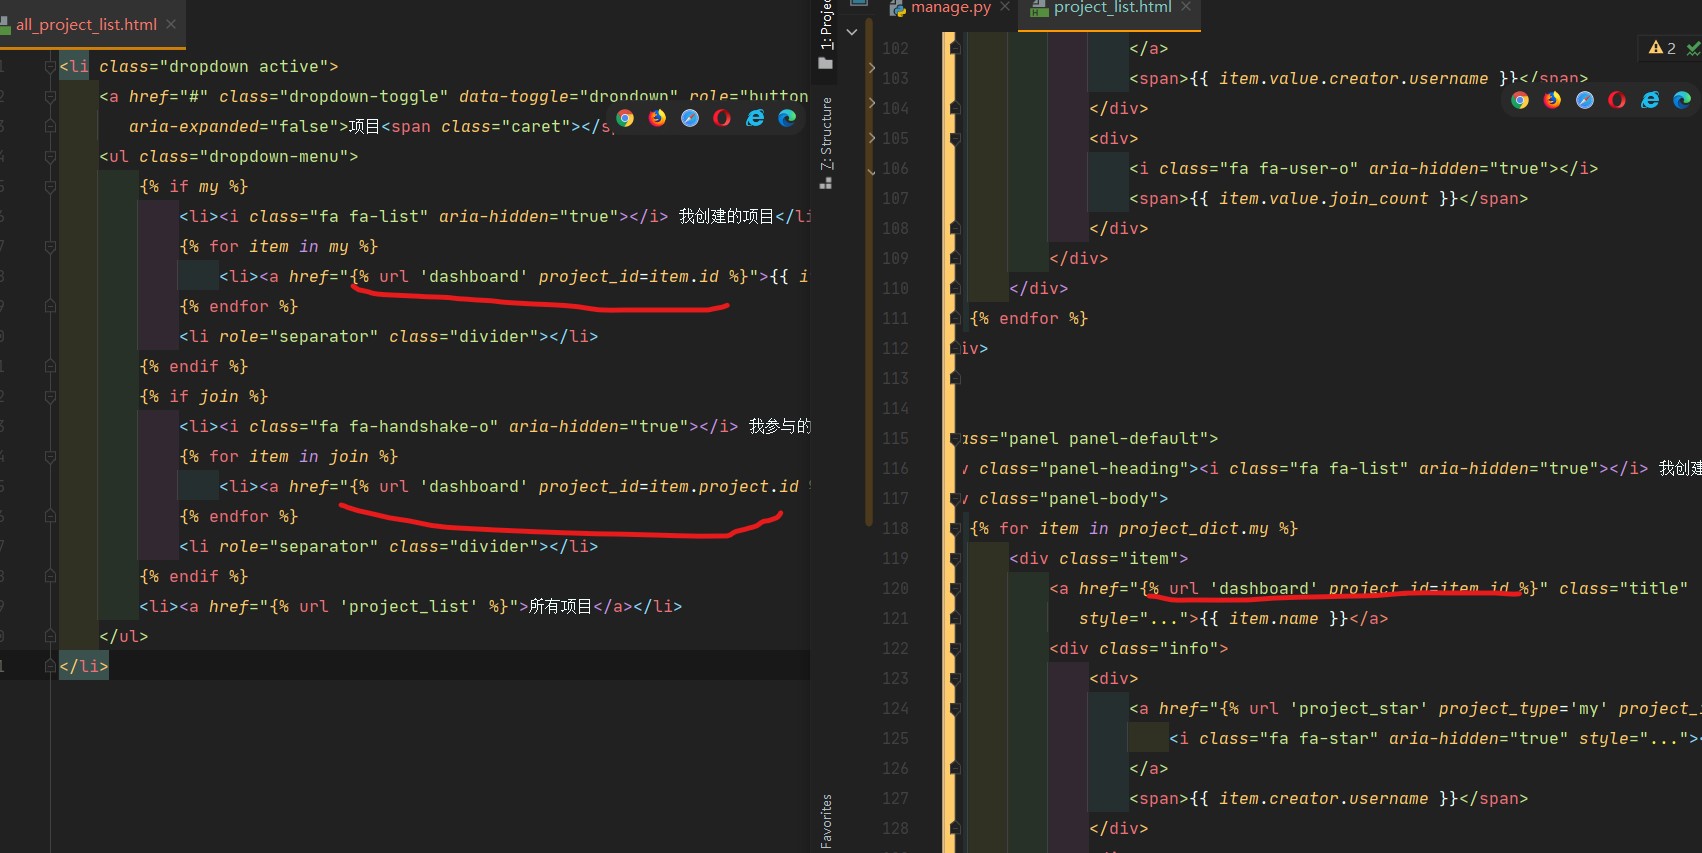 all_project_list.html
<li class="dropdown active">
<a href="#" class="dropdown-toggle" data-toggle="dropdown" role="button
aria-expanded="false">项目<span class="caret"></s
<ul class="dropdown-menu">
{% if my %}
<li><i class="fa fa-list" aria-hidden="true"></i> 我创建的项目</li
{% for item in my %}
<li><a href="{% url 'dashboard' project_id=item.id %}">{{ i
{% endfor %}
<li role="separator" class="divider"></li>
{% endif %}
{% if join %}
<li><i class="fa fa-handshake-o" aria-hidden="true"></i> 我参与的
{% for item in join %}
<li><a href="{% url 'dashboard' project_id=item.project.id %
{% endfor %}
<li role="separator" class="divider"></li>
{% endif %}
<li><a href="{% url 'project_list' %}">所有项目</a></li>
</ul>
</li>
1: Projec
7: Structure
Favorites
manage.py
project_list.html
2
102 </a>
103 <span>{{ item.value.creator.username }}</span>
104 </div>
105 <div>
106 <i class="fa fa-user-o" aria-hidden="true"></i>
107 <span>{{ item.value.join_count }}</span>
108 </div>
109 </div>
110 </div>
111 {% endfor %}
112 iv>
113
114
115 ass="panel panel-default">
116 v class="panel-heading"><i class="fa fa-list" aria-hidden="true"></i> 我创建
117 v class="panel-body">
118 {% for item in project_dict.my %}
119 <div class="item">
120 <a href="{% url 'dashboard' project_id=item.id %}" class="title"
121 style="...">{{ item.name }}</a>
122 <div class="info">
123 <div>
124 <a href="{% url 'project_star' project_type='my' project_i
125 <i class="fa fa-star" aria-hidden="true" style="..."><
126 </a>
127 <span>{{ item.creator.username }}</span>
128 </div>